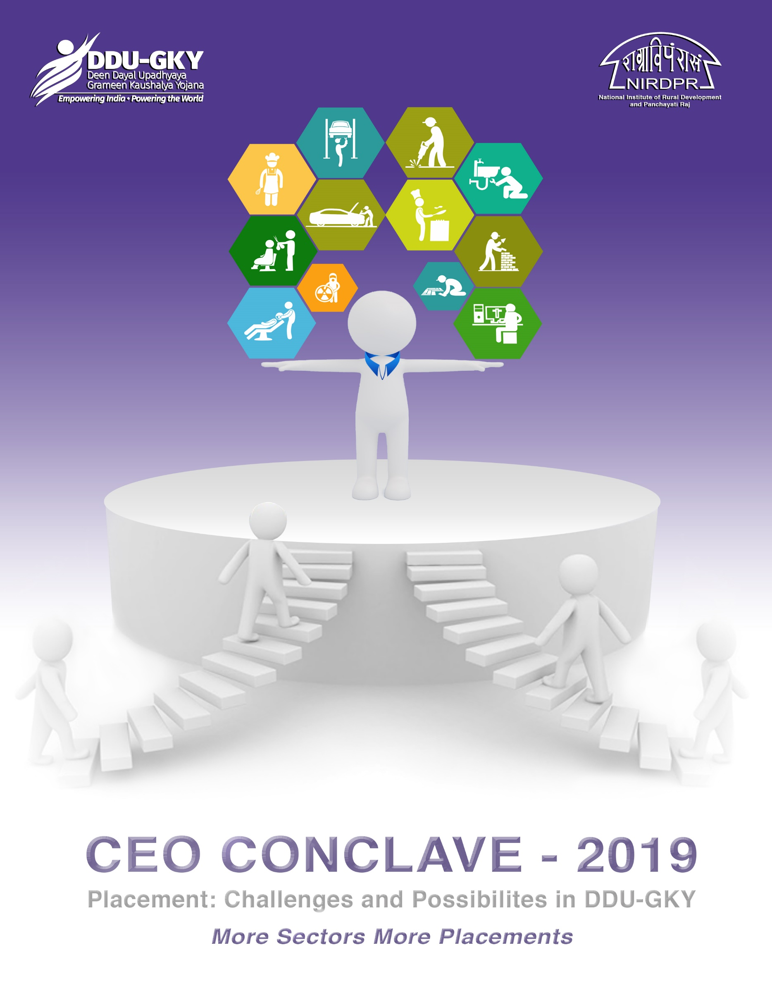 DDU-GKY
Deen Dayal Upadhyaya
Grameen Kaushalya Yojana
Empowering India • Powering the World
राग्राविपंरासं
NIRDPR
National Institute of Rural Development
and Panchayati Raj
CEO CONCLAVE - 2019
Placement: Challenges and Possibilites in DDU-GKY
More Sectors More Placements